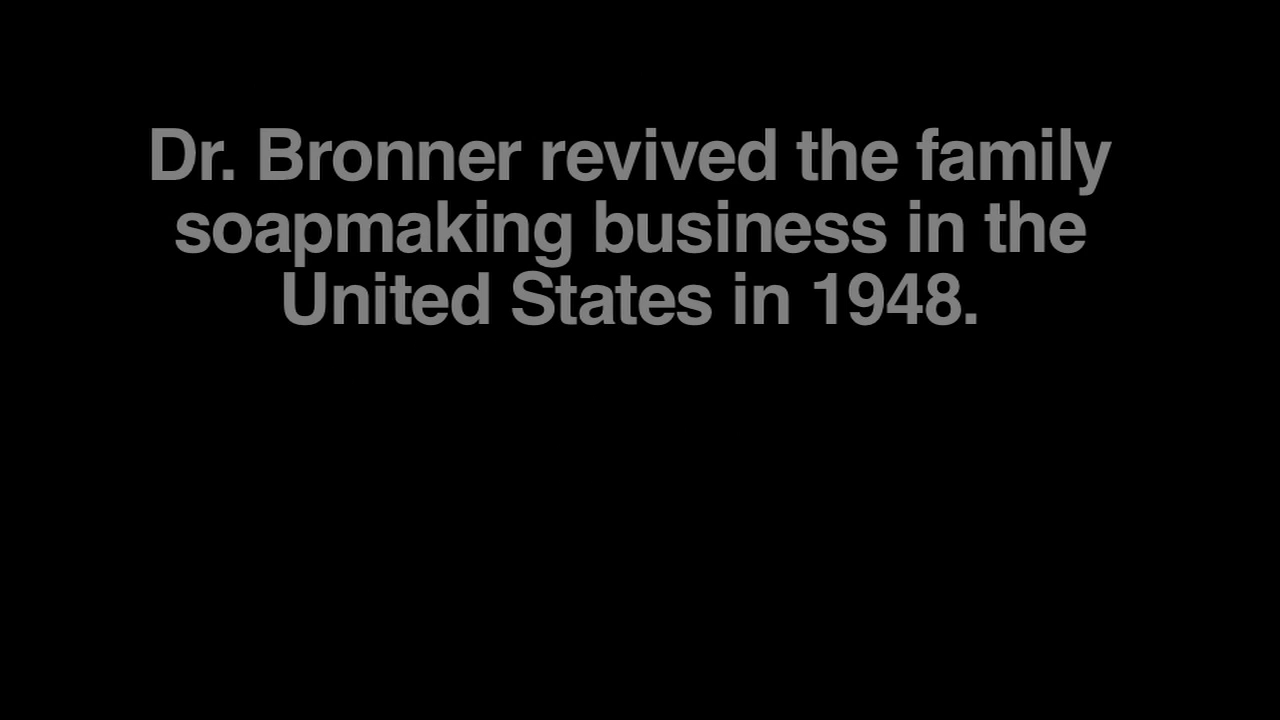 Dr. Bronner revived the family
soapmaking business in the
United States in 1948.